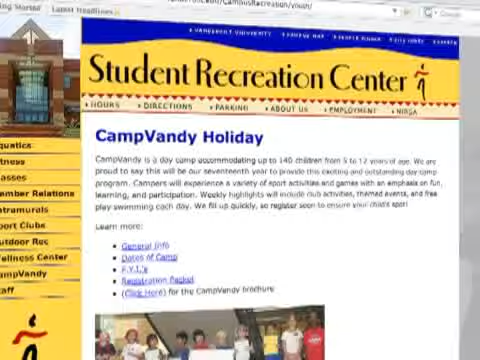 VANDERBILT UNIVERSITY
Student Recreation Center
HOURS DIRECTIONS PARKING ABOUT US EMPLOYMENT NIRSA
CampVandy Holiday
CampVandy is a day camp accommodating up to 140 children from 5 to 12 years of age. We are
proud to say this will be our seventeenth year to provide this exciting and outstanding day camp
program. Campers will experience a variety of sport activities and games with an emphasis on fun,
learning, and participation. Weekly highlights will include club activities, themed events, and free
play swimming each day. We fill up quickly, so register soon to ensure your child's spot!
Learn more:
General Info
Dates of Camp
F.Y.I.'s
Registration Packet
(Click Here) for the CampVandy brochure
quatics
tness
asses
ember Relations
tramurals
port Clubs
utdoor Rec
ellness Center
ampVandy
taff